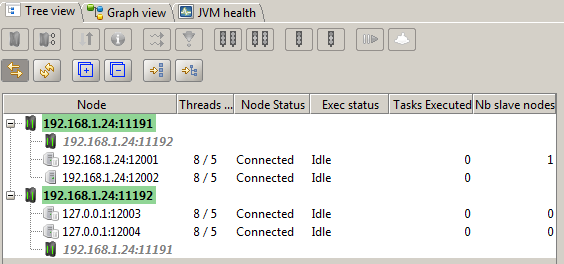 Tree view Graph view JVM health
Node Threads ... Node Status Exec status Tasks Executed Nb slave nodes
192.168.1.24:11191
192.168.1.24:11192
192.168.1.24:12001 8 / 5 Connected Idle 0 1
192.168.1.24:12002 8 / 5 Connected Idle 0
192.168.1.24:11192
127.0.0.1:12003 8 / 5 Connected Idle 0 0
127.0.0.1:12004 8 / 5 Connected Idle 0 0
192.168.1.24:11191